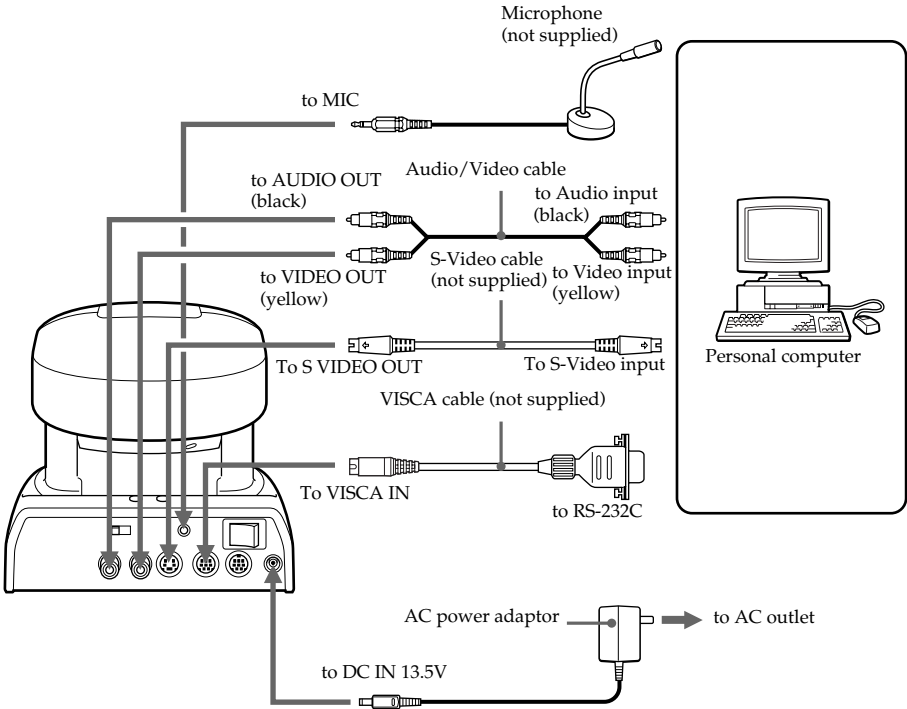 Microphone
(not supplied)
to MIC
Audio/Video cable
to AUDIO OUT
(black)
to Audio input
(black)
S-Video cable
(not supplied)
to VIDEO OUT
(yellow)
to Video input
(yellow)
To S VIDEO OUT
To S-Video input
Personal computer
VISCA cable (not supplied)
To VISCA IN
to RS-232C
AC power adaptor
to AC outlet
to DC IN 13.5V